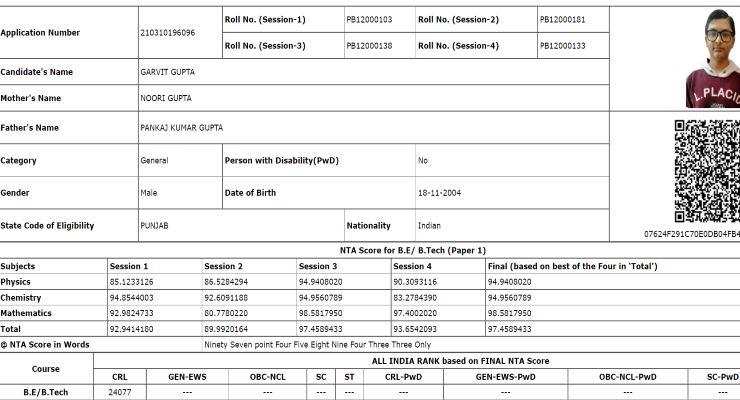 Application Number 210310196096 Roll No. (Session-1) PB12000103 Roll No. (Session-2) PB12000181
Roll No. (Session-3) PB12000138 Roll No. (Session-4) PB12000133
Candidate's Name GARVIT GUPTA
Mother's Name NOORI GUPTA
L.PLACID
Father's Name PANKAJ KUMAR GUPTA
Category General Person with Disability(PwD) No
Gender Male Date of Birth 18-11-2004
State Code of Eligibility PUNJAB Nationality Indian
07624F291C70E0DB04FB4
NTA Score for B.E/ B.Tech (Paper 1)
Subjects Session 1 Session 2 Session 3 Session 4 Final (based on best of the Four in 'Total')
Physics 85.1233126 86.5284294 94.9408020 90.3093116 94.9408020
Chemistry 94.8544003 92.6091188 94.9560789 83.2784390 94.9560789
Mathematics 92.9824733 80.7780220 98.5817950 97.4002020 98.5817950
Total 92.9414180 89.9920164 97.4589433 93.6542093 97.4589433
@ NTA Score in Words Ninety Seven point Four Five Eight Nine Four Three Three Only
Course ALL INDIA RANK based on FINAL NTA Score
CRL GEN-EWS OBC-NCL SC ST CRL-PwD GEN-EWS-PwD OBC-NCL-PwD SC-PwD
B.E/B.Tech 24077 --- --- --- --- --- --- --- ---